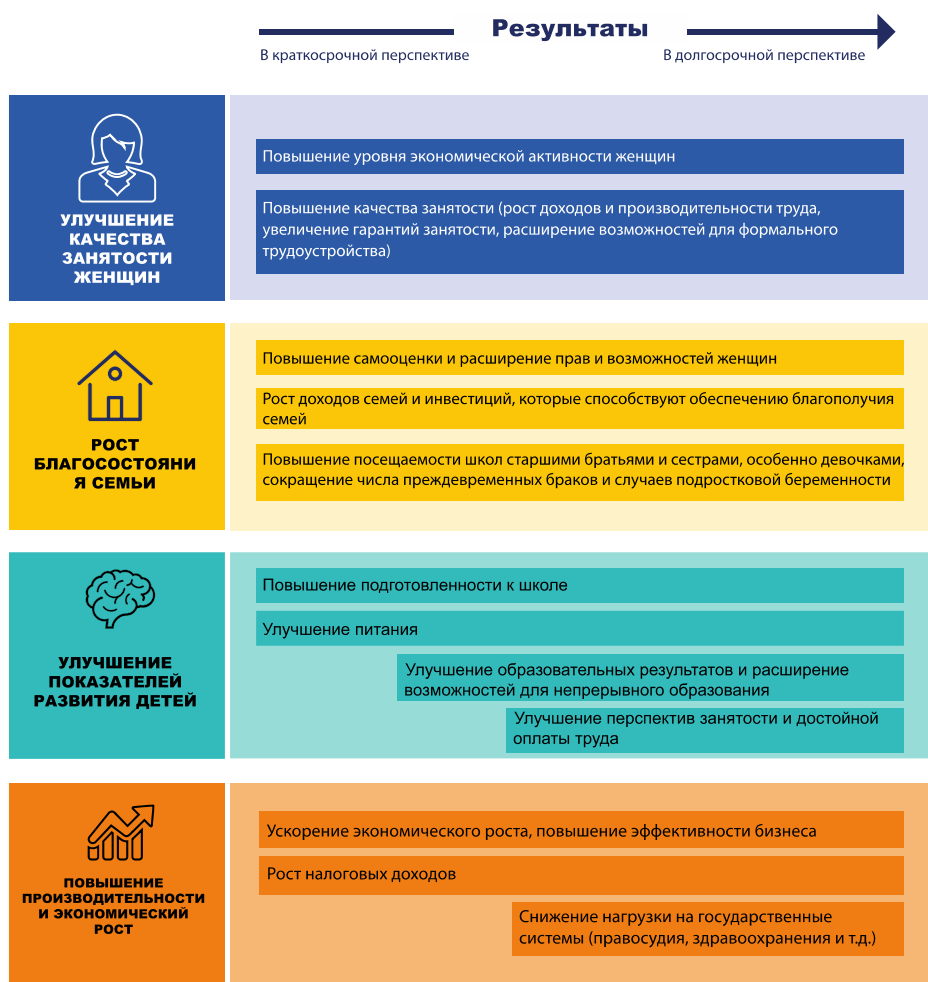 Результаты
В краткосрочной перспективе
В долгосрочной перспективе
УЛУЧШЕНИЕ
КАЧЕСТВА
ЗАНЯТОСТИ
ЖЕНЩИН
Повышение уровня экономической активности женщин
Повышение качества занятости (рост доходов и производительности труда,
увеличение гарантий занятости, расширение возможностей для формального
трудоустройства)
РОСТ
БЛАГОСОСТОЯНИ
Я СЕМЬИ
Повышение самооценки и расширение прав и возможностей женщин
Рост доходов семей и инвестиций, которые способствуют обеспечению благополучия
семей
Повышение посещаемости школ старшими братьями и сестрами, особенно девочками,
сокращение числа преждевременных браков и случаев подростковой беременности
УЛУЧШЕНИЕ
ПОКАЗАТЕЛЕЙ
РАЗВИТИЯ ДЕТЕЙ
Повышение подготовленности к школе
Улучшение питания
Улучшение образовательных результатов и расширение
возможностей для непрерывного образования
Улучшение перспектив занятости и достойной
оплаты труда
ПОВЫШЕНИЕ
ПРОИЗВОДИТЕЛЬНОСТИ
И ЭКОНОМИЧЕСКИЙ
РОСТ
Ускорение экономического роста, повышение эффективности бизнеса
Рост налоговых доходов
Снижение нагрузки на государственные
системы (правосудия, здравоохранения и т.д.)